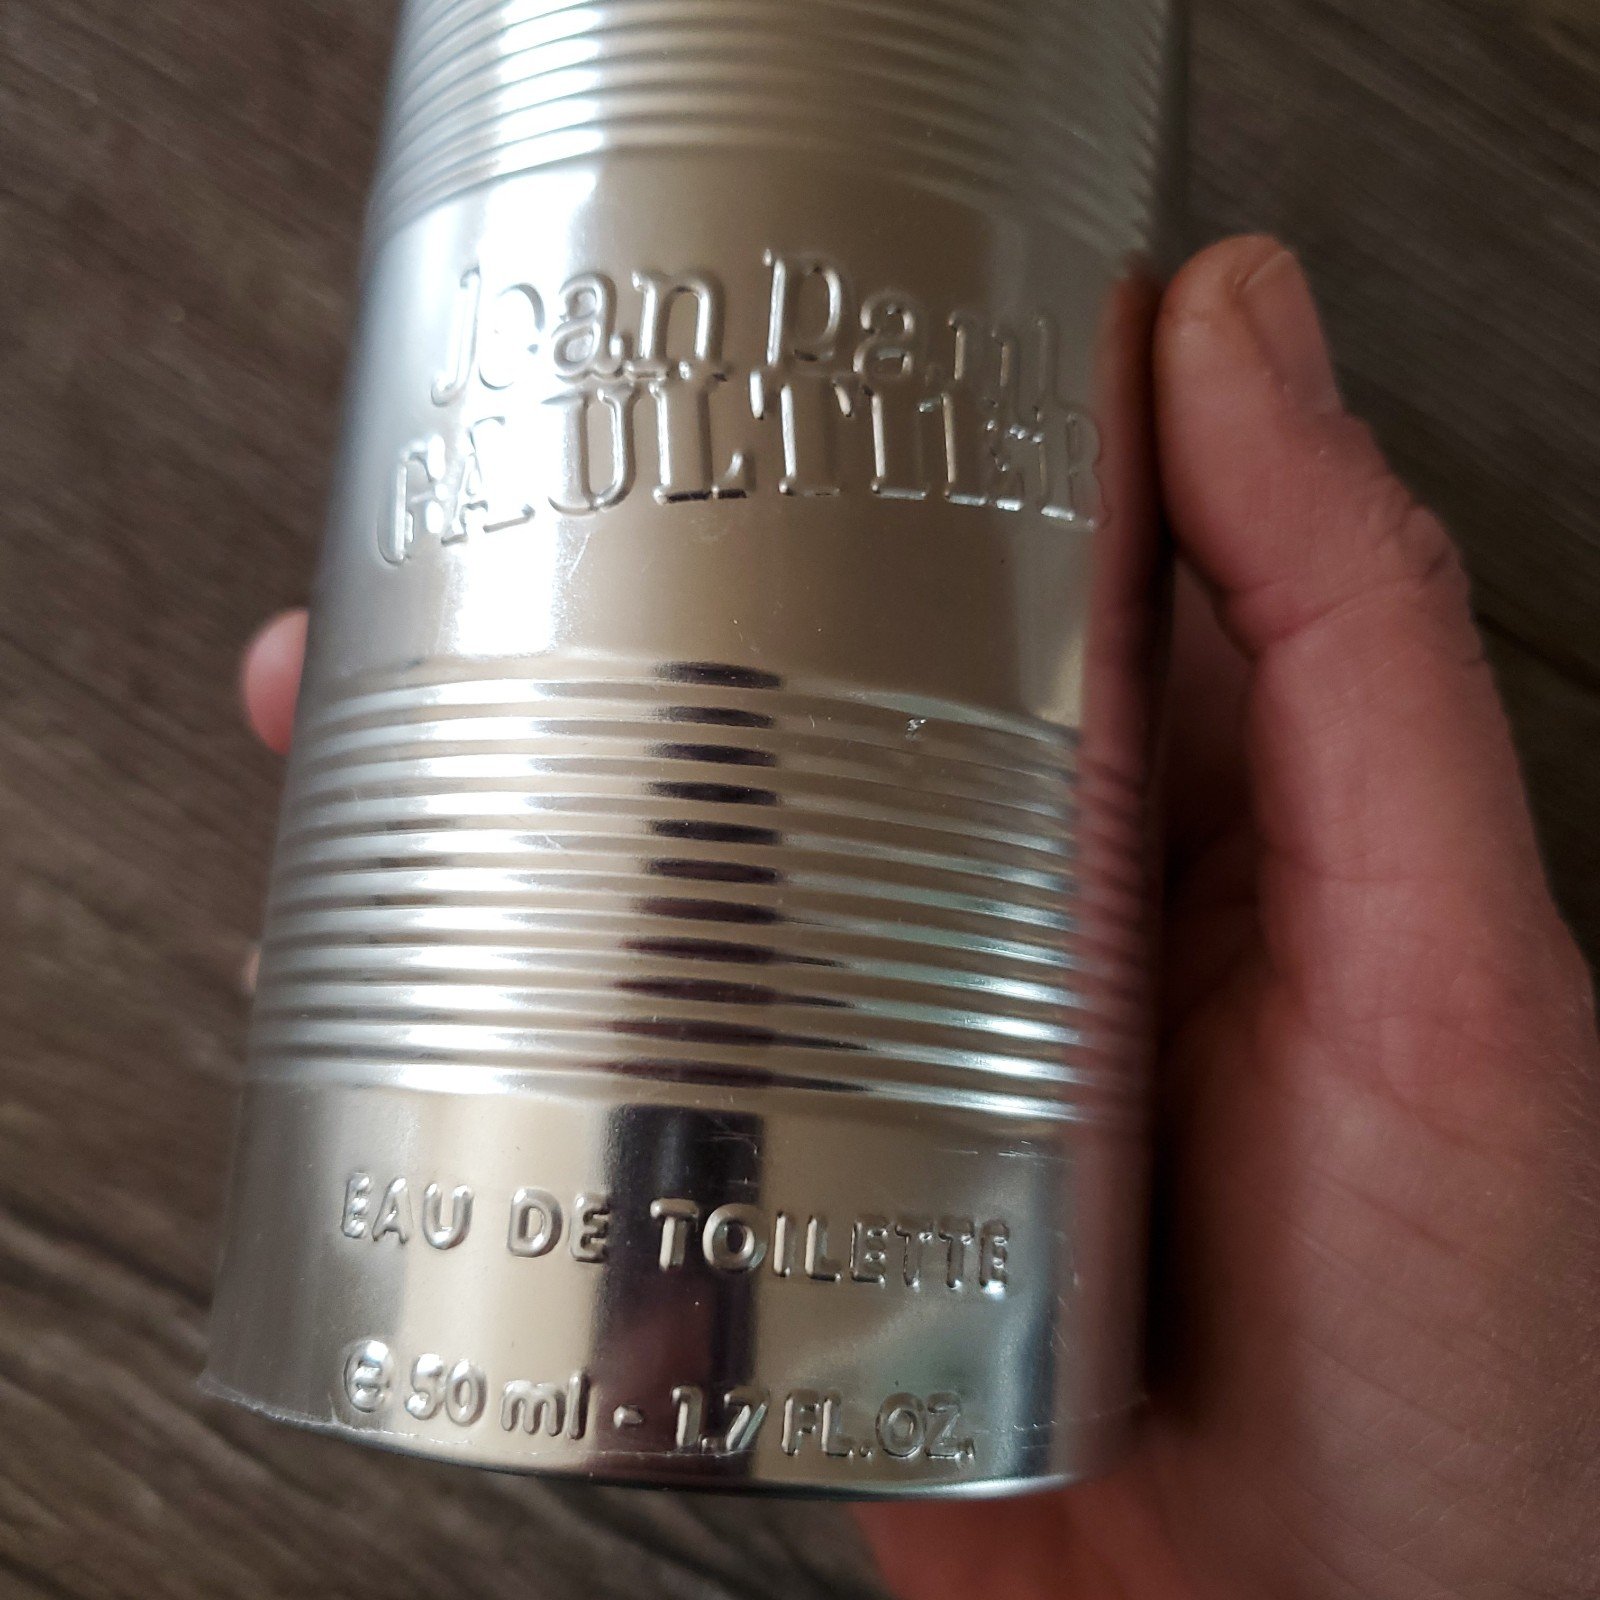 Jean Paul
GAULTIER
EAU DE TOILETTE
℮ 50 ml - 1.7 FL.OZ.